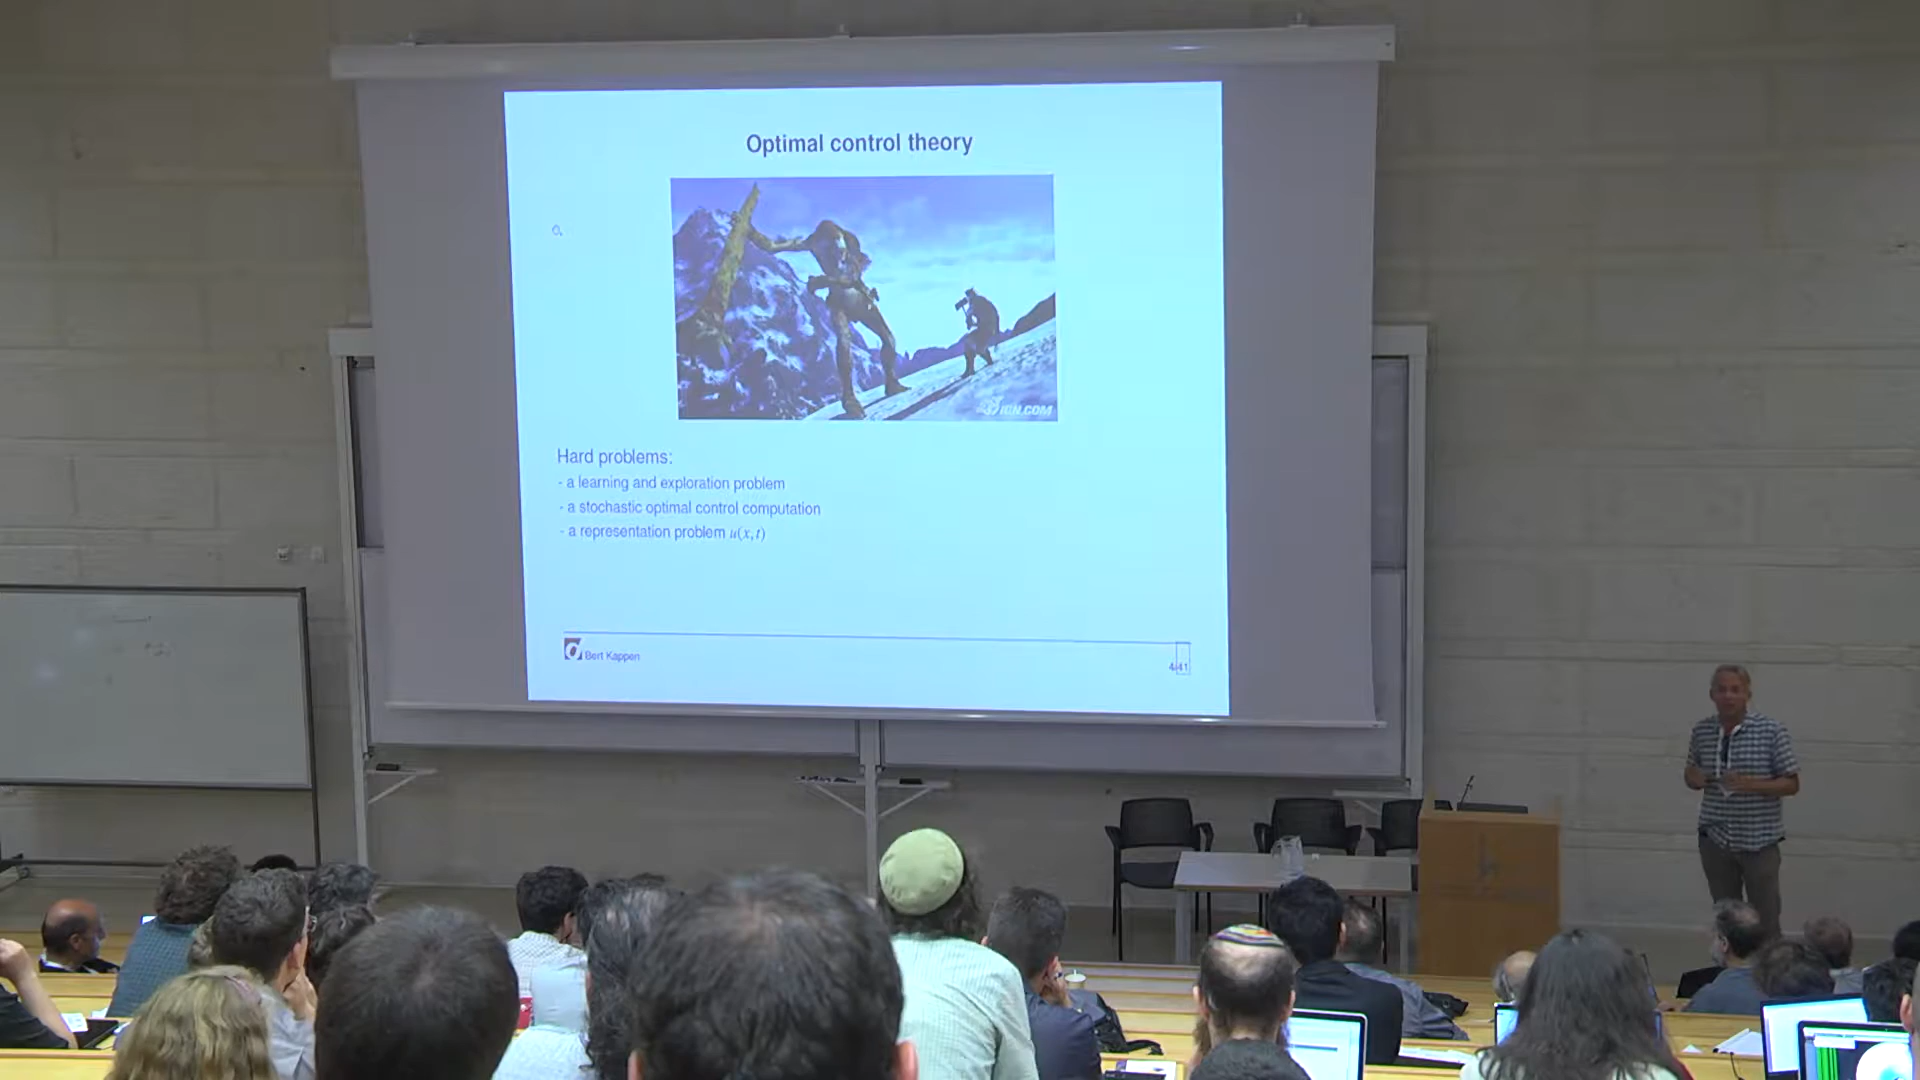 Optimal control theory
IGN.COM
Hard problems:
- a learning and exploration problem
- a stochastic optimal control computation
- a representation problem u(x, t)
Bert Kappen
4/41